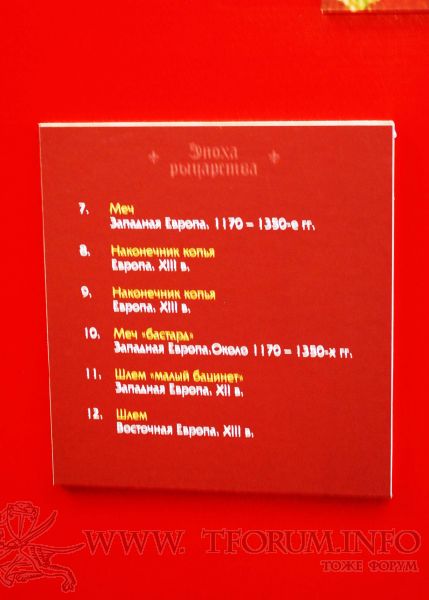 Эпоха
рыцарства
7. Меч
Западная Европа, 1170 – 1350-е гг.
8. Наконечник копья
Европа, XIII в.
9. Наконечник копья
Европа, XIII в.
10. Меч «бастард»
Западная Европа. Около 1170 – 1350-х гг.
11. Шлем «малый бацинет»
Западная Европа, XII в.
12. Шлем
Восточная Европа, XIII в.
WWW.TFORUM.INFO
ТОЖЕ ФОРУМ